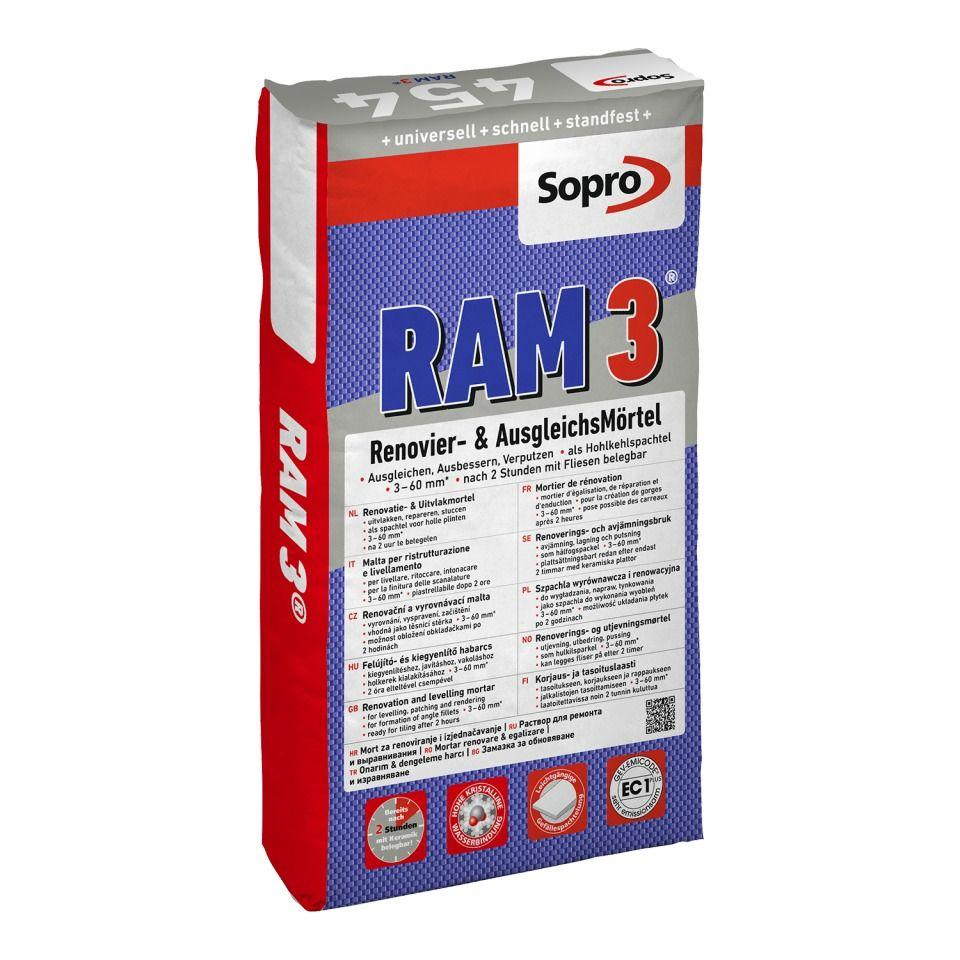 454
RAM 3®
Sopro
+ universell + schnell + standfest +
Sopro
RAM 3®
Renovier- & AusgleichsMörtel
• Ausgleichen, Ausbessern, Verputzen • als Hohlkehlspachtel
• 3–60 mm* • nach 2 Stunden mit Fliesen belegbar
NL Renovatie- & Uitvlakmortel
• uitvlakken, repareren, stuccen
• als spachtel voor holle plinten
• 3–60 mm*
• na 2 uur te betegelen
IT Malta per ristrutturazione
e livellamento
• per livellare, ritoccare, intonacare
• per la finitura delle scanalature
• 3–60 mm* • piastrellabile dopo 2 ore
CZ Renovační a vyrovnávací malta
• vyrovnání, vyspravení, začištění
• vhodná jako těsnicí stěrka • 3–60 mm*
• možnost obložení obkladačkami po
2 hodinách
HU Felújító- és kiegyenlítő habarcs
• kiegyenlítéshez, javításhoz, vakoláshoz
• holkerek kialakításához • 3–60 mm*
• 2 óra elteltével csempével
GB Renovation and levelling mortar
• for levelling, patching and rendering
• for formation of angle fillets • 3–60 mm*
• ready for tiling after 2 hours
FR Mortier de rénovation
• mortier d'égalisation, de réparation et
d'enduction • pour la création de gorges
• 3–60 mm* • pose possible des carreaux
après 2 heures
SE Renoverings- och avjämningsbruk
• avjämning, lagning och putsning
• som hålfogspackel • 3–60 mm*
• plattsättningsbart redan efter endast
2 timmar med keramiska plattor
PL Szpachla wyrównawcza i renowacyjna
• do wygładzania, napraw, tynkowania
• jako szpachla do wykonania wyobleń
• 3–60 mm* • możliwość układania płytek
po 2 godzinach
NO Renoverings- og utjevningsmørtel
• utjevning, utbedring, pussing
• som hulkilsparkel • 3–60 mm*
• kan legges fliser på etter 2 timer
FI Korjaus- ja tasoituslaasti
• tasoitukseen, korjaukseen ja rappaukseen
• jalkalistojen tasoittamiseen • 3–60 mm*
• laatoitettavissa noin 2 tunnin kuluttua
HR Mort za renoviranje i izjednačavanje | RU Раствор для ремонта
и выравнивания | RO Mortar renovare & egalizare |
TR Onarım & dengeleme harcı | BG Замазка за обновяване
и изравняване
Bereits
nach
2 Stunden
mit Keramik
belegbar!
HOHE KRISTALLINE
WASSERBINDUNG
Leichtgängige
Gefällespachtelung
GEV-EMICODE
EC 1 PLUS
sehr emissionsarm
RAM 3®